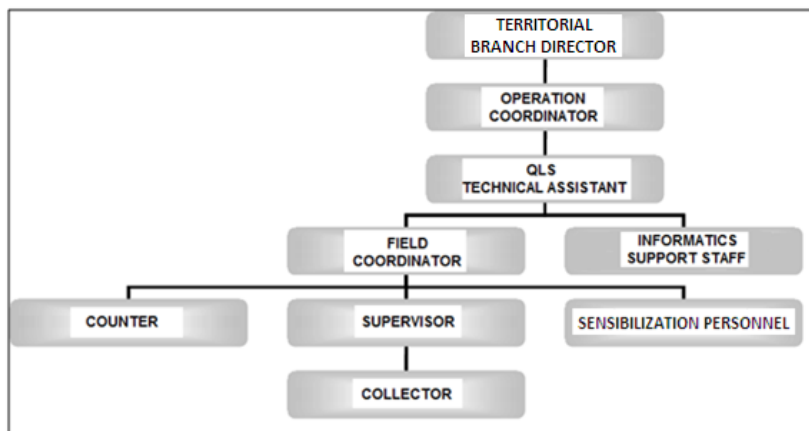 TERRITORIAL
BRANCH DIRECTOR
OPERATION
COORDINATOR
QLS
TECHNICAL ASSISTANT
FIELD
COORDINATOR
INFORMATICS
SUPPORT STAFF
COUNTER
SUPERVISOR
SENSIBILIZATION PERSONNEL
COLLECTOR